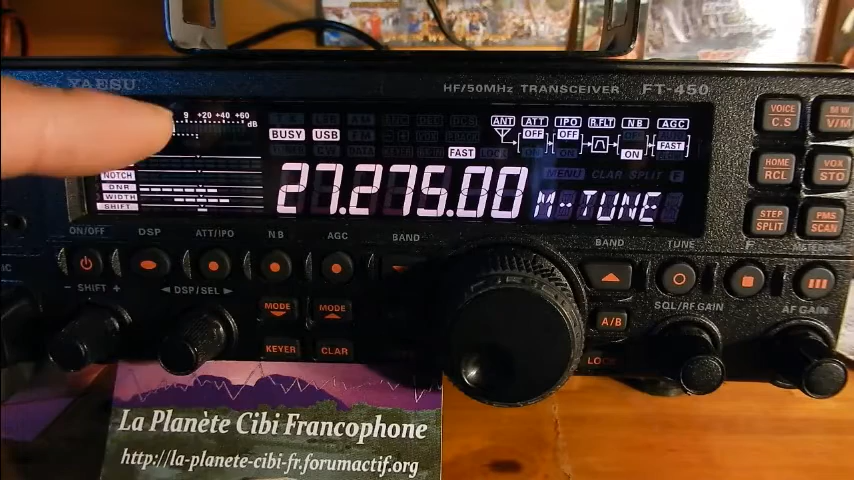 YAESU
HF/50MHz TRANSCEIVER FT-450
9 +20 +40 +60 dB
ANT ATT IPO R.FLT NB AGC
OFF OFF
BUSY USB
FAST ON FAST
MENU CLAR SPLIT
NOTCH
DNR
WIDTH
SHIFT
27.275.00 M-TUNE
VOICE C.S
M W V/M
HOME RCL
VOX STO
STEP SPLIT
PMS SCAN
ON/OFF DSP ATT/IPO NB AGC BAND
BAND TUNE F
- SHIFT + ◄DSP/SEL►
MODE MODE
KEYER CLAR
A/B
LOCK
SQL/RF GAIN
AF GAIN
La Planète Cibi Francophone
http://la-planete-cibi-fr.forumactif.org